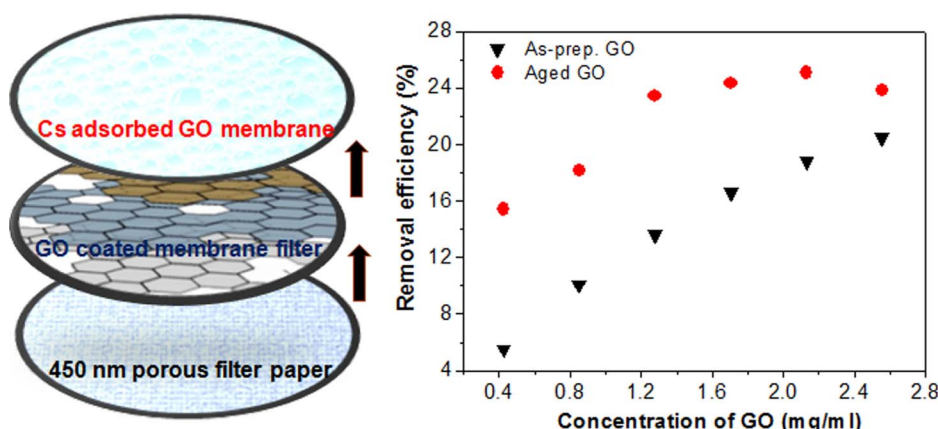 Cs adsorbed GO membrane
GO coated membrane filter
450 nm porous filter paper
28
24
20
16
12
8
4
Removal efficiency (%)
As-prep. GO
Aged GO
0.4 0.8 1.2 1.6 2.0 2.4 2.8
Concentration of GO (mg/ml)